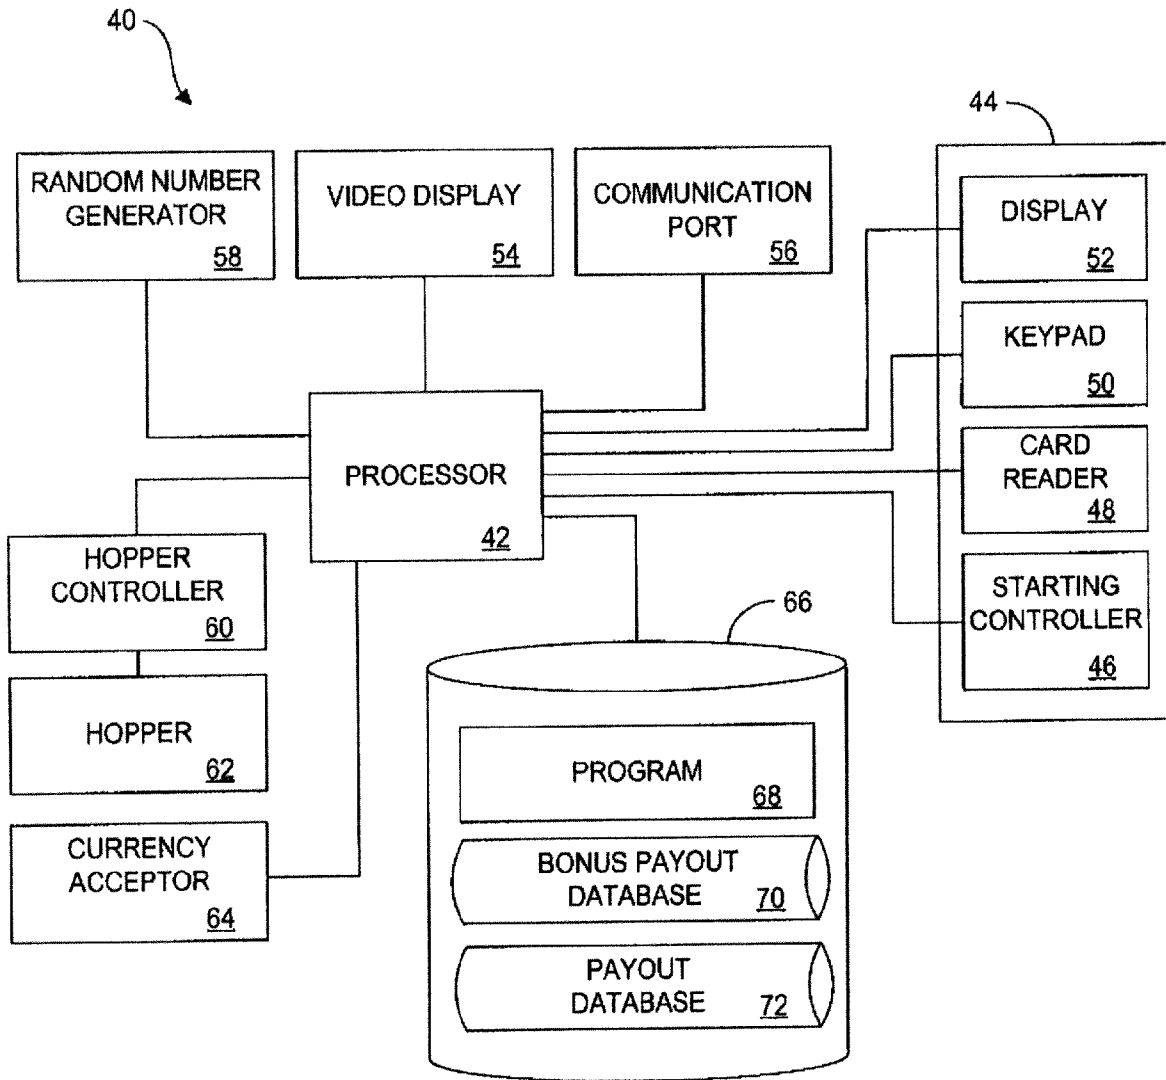 40
44
RANDOM NUMBER
GENERATOR
58
VIDEO DISPLAY
54
COMMUNICATION
PORT
56
DISPLAY
52
KEYPAD
50
CARD
READER
48
STARTING
CONTROLLER
46
PROCESSOR
42
HOPPER
CONTROLLER
60
HOPPER
62
CURRENCY
ACCEPTOR
64
66
PROGRAM
68
BONUS PAYOUT
DATABASE
70
PAYOUT
DATABASE
72